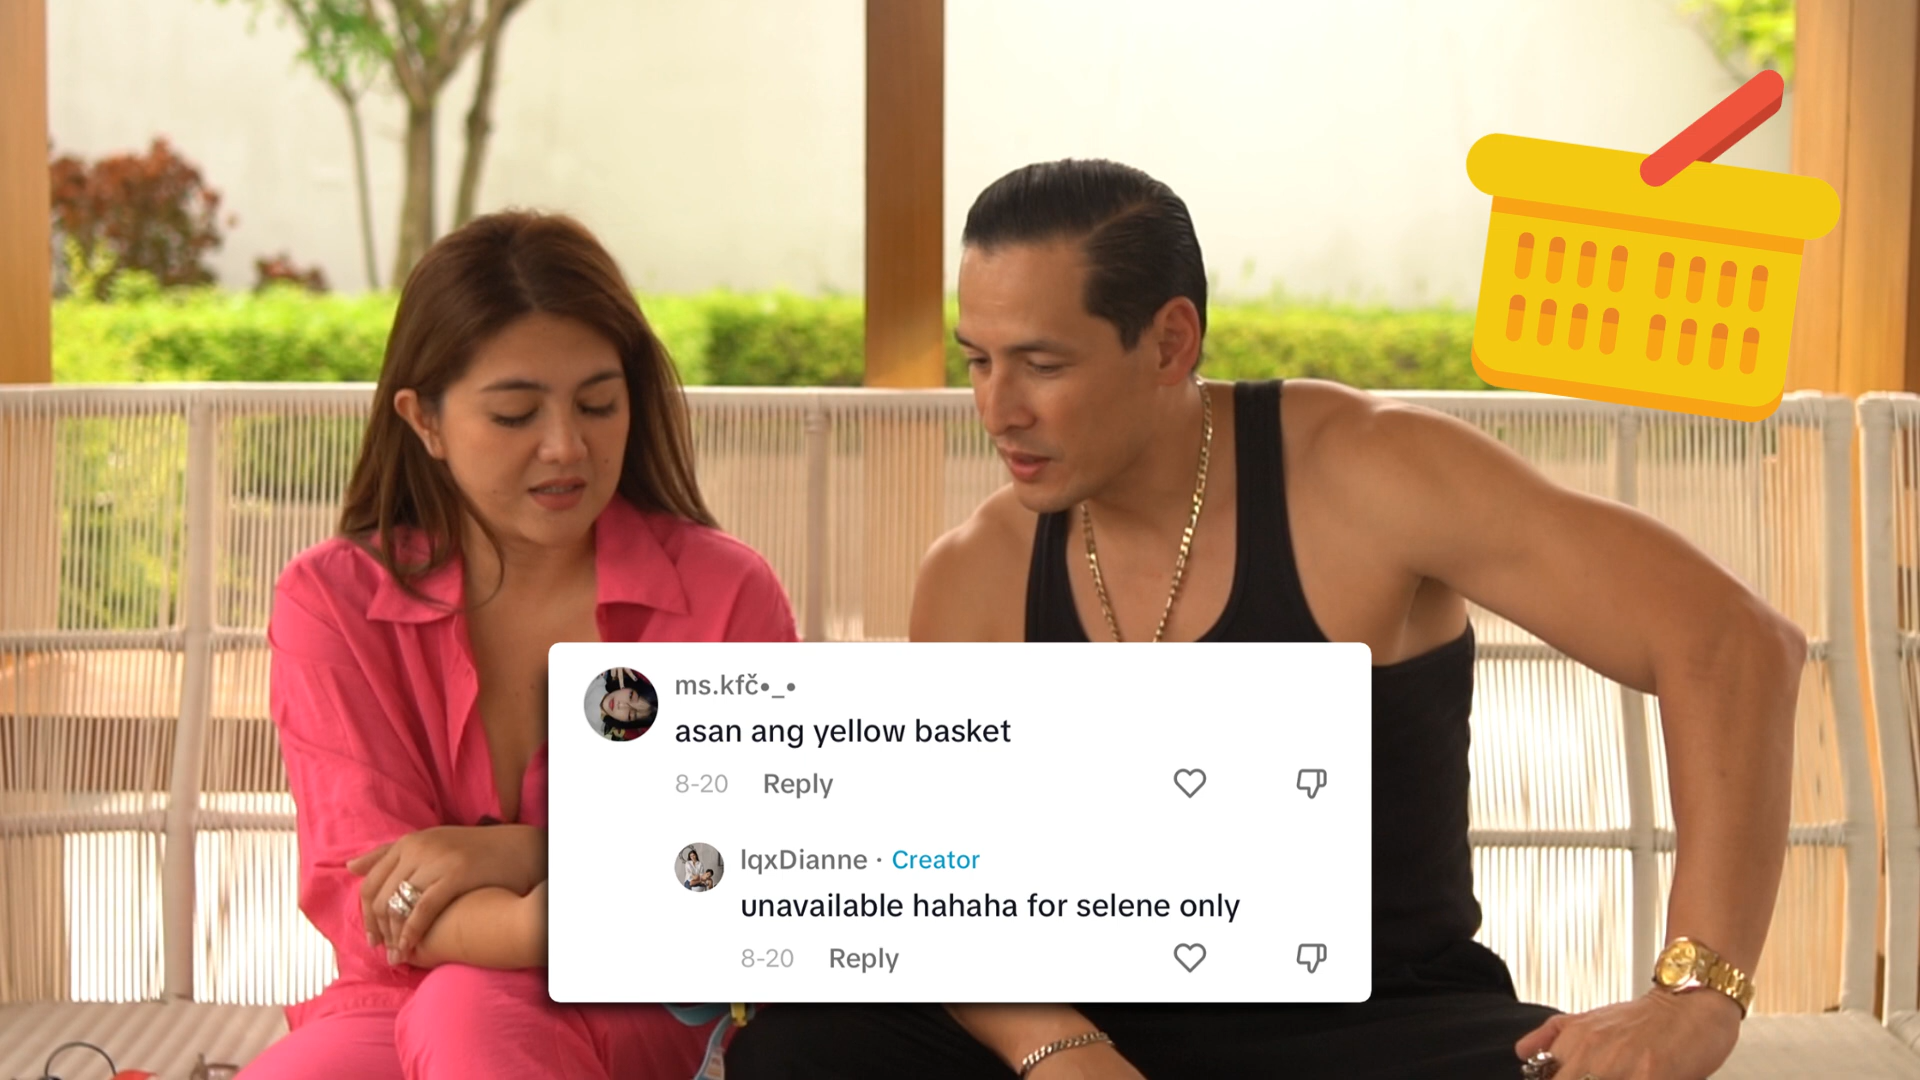 ms.kfč•_•
asan ang yellow basket
8-20 Reply
lqxDianne · Creator
unavailable hahaha for selene only
8-20 Reply